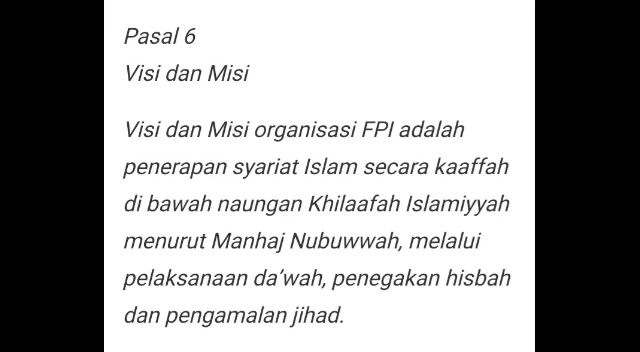 Pasal 6
Visi dan Misi
Visi dan Misi organisasi FPI adalah
penerapan syariat Islam secara kaaffah
di bawah naungan Khilaafah Islamiyyah
menurut Manhaj Nubuwwah, melalui
pelaksanaan da'wah, penegakan hisbah
dan pengamalan jihad.